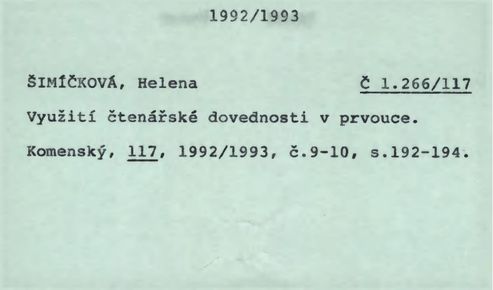 1992/1993
ŠIMÍČKOVÁ, Helena Č 1.266/117
Využití čtenářské dovednosti v prvouce.
Komenský, 117, 1992/1993, č.9-10, s.192-194.